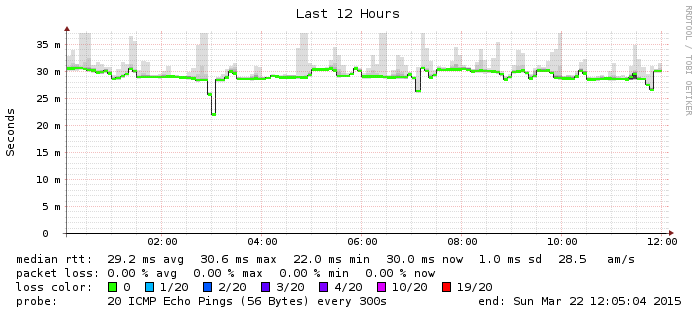 Last 12 Hours
RRDTOOL / TOBI OETIKER
Seconds
35 m
30 m
25 m
20 m
15 m
10 m
5 m
0
02:00 04:00 06:00 08:00 10:00 12:00
median rtt: 29.2 ms avg 30.6 ms max 22.0 ms min 30.0 ms now 1.0 ms sd 28.5 am/s
packet loss: 0.00 % avg 0.00 % max 0.00 % min 0.00 % now
loss color: 0 1/20 2/20 3/20 4/20 10/20 19/20
probe: 20 ICMP Echo Pings (56 Bytes) every 300s end: Sun Mar 22 12:05:04 2015